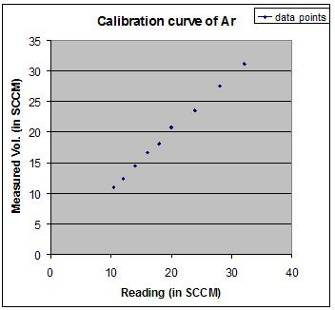 Calibration curve of Ar
data points
35
30
25
20
15
10
5
0
Measured Vol. (in SCCM)
0 10 20 30 40
Reading (in SCCM)